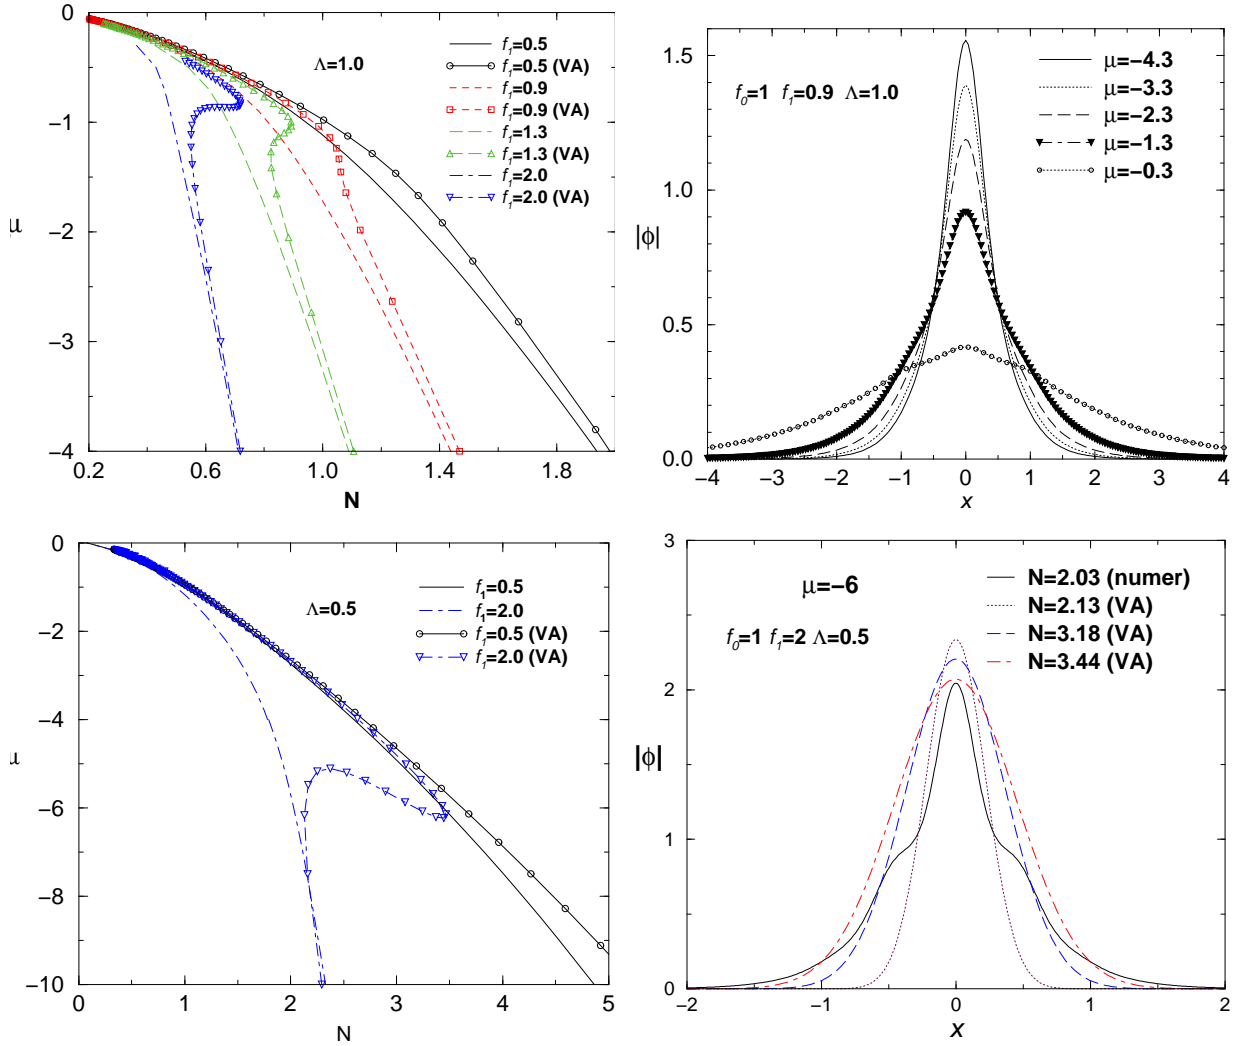 0
−1
−2
−3
−4
μ
0.2
0.6
1.0
1.4
1.8
N
Λ=1.0
f1=0.5
f1=0.5 (VA)
f1=0.9
f1=0.9 (VA)
f1=1.3
f1=1.3 (VA)
f1=2.0
f1=2.0 (VA)
1.5
1.0
0.5
0.0
|ϕ|
−4
−3
−2
−1
0
1
2
3
4
x
f0=1 f1=0.9 Λ=1.0
μ=−4.3
μ=−3.3
μ=−2.3
μ=−1.3
μ=−0.3
0
−2
−4
−6
−8
−10
μ
0
1
2
3
4
5
N
Λ=0.5
f1=0.5
f1=2.0
f1=0.5 (VA)
f1=2.0 (VA)
3
2
1
0
|ϕ|
−2
−1
0
1
2
x
μ=−6
f0=1 f1=2 Λ=0.5
N=2.03 (numer)
N=2.13 (VA)
N=3.18 (VA)
N=3.44 (VA)